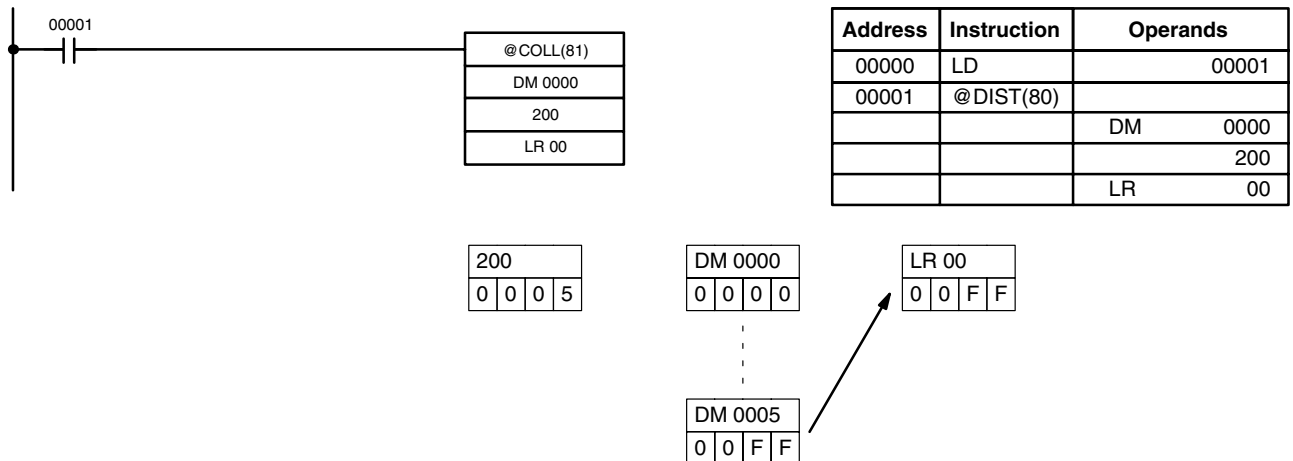 00001
@COLL(81)
DM 0000
200
LR 00
Address Instruction Operands
00000 LD 00001
00001 @DIST(80)
DM 0000
200
LR 00
200 DM 0000 LR 00
0 0 0 5 0 0 0 0 0 0 F F
DM 0005
0 0 F F